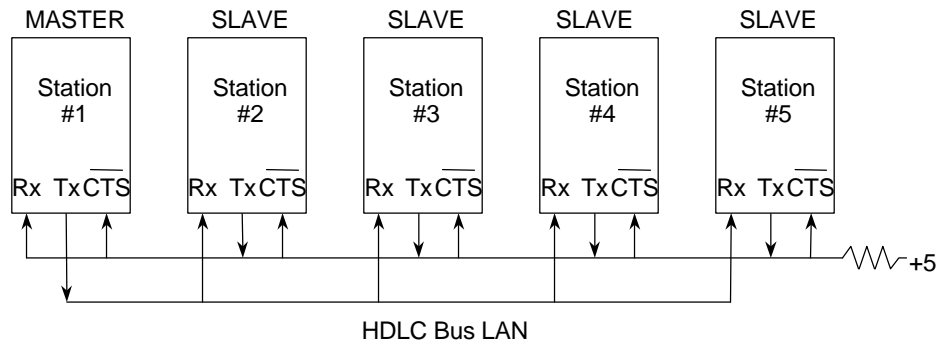 MASTER SLAVE SLAVE SLAVE SLAVE
Station Station Station Station Station
#1 #2 #3 #4 #5
Rx Tx CTS Rx Tx CTS Rx Tx CTS Rx Tx CTS Rx Tx CTS
+5
HDLC Bus LAN